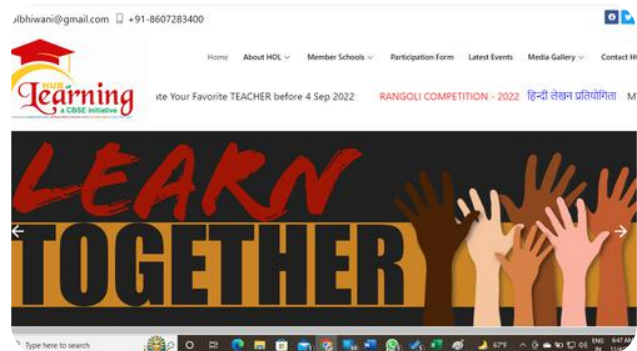 olbhiwani@gmail.com +91-8607283400
Home About HOL Member Schools Participation Form Latest Events Media Gallery Contact
HUB of
Learning
a CBSE initiative
Your Favorite TEACHER before 4 Sep 2022 RANGOLI COMPETITION - 2022 हिन्दी लेखन प्रतियोगिता
LEARN
TOGETHER
Type here to search 67°F ENG 6:47 AM
IN